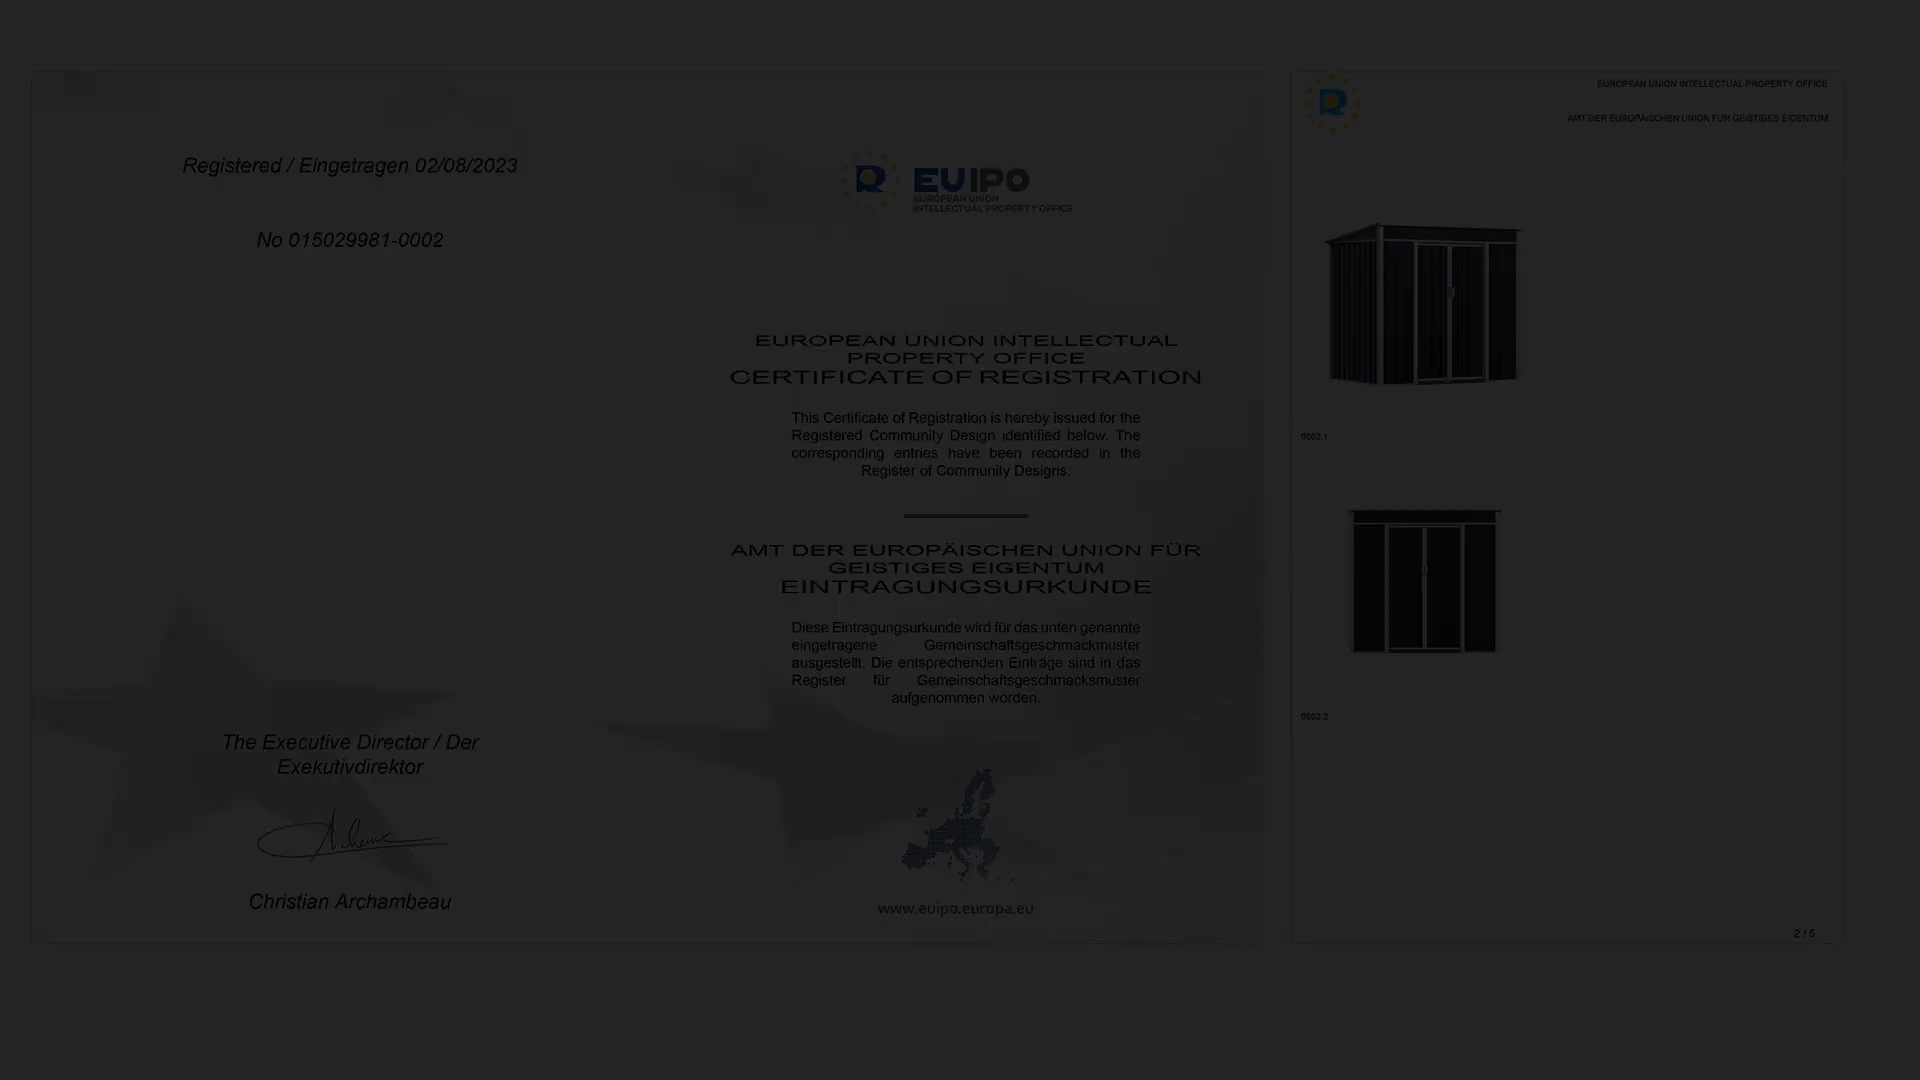 Registered / Eingetragen 02/08/2023
No 015029981-0002
The Executive Director / Der
Exekutivdirektor
Christian Archambeau
EUIPO
EUROPEAN UNION
INTELLECTUAL PROPERTY OFFICE
EUROPEAN UNION INTELLECTUAL
PROPERTY OFFICE
CERTIFICATE OF REGISTRATION
This Certificate of Registration is hereby issued for the
Registered Community Design identified below. The
corresponding entries have been recorded in the
Register of Community Designs.
AMT DER EUROPÄISCHEN UNION FÜR
GEISTIGES EIGENTUM
EINTRAGUNGSURKUNDE
Diese Eintragungsurkunde wird für das unten genannte
eingetragene Gemeinschaftsgeschmackmuster
ausgestellt. Die entsprechenden Einträge sind in das
Register für Gemeinschaftsgeschmacksmuster
aufgenommen worden.
www.euipo.europa.eu
EUROPEAN UNION INTELLECTUAL PROPERTY OFFICE
AMT DER EUROPÄISCHEN UNION FÜR GEISTIGES EIGENTUM
0002.1
0002.2
2 / 5